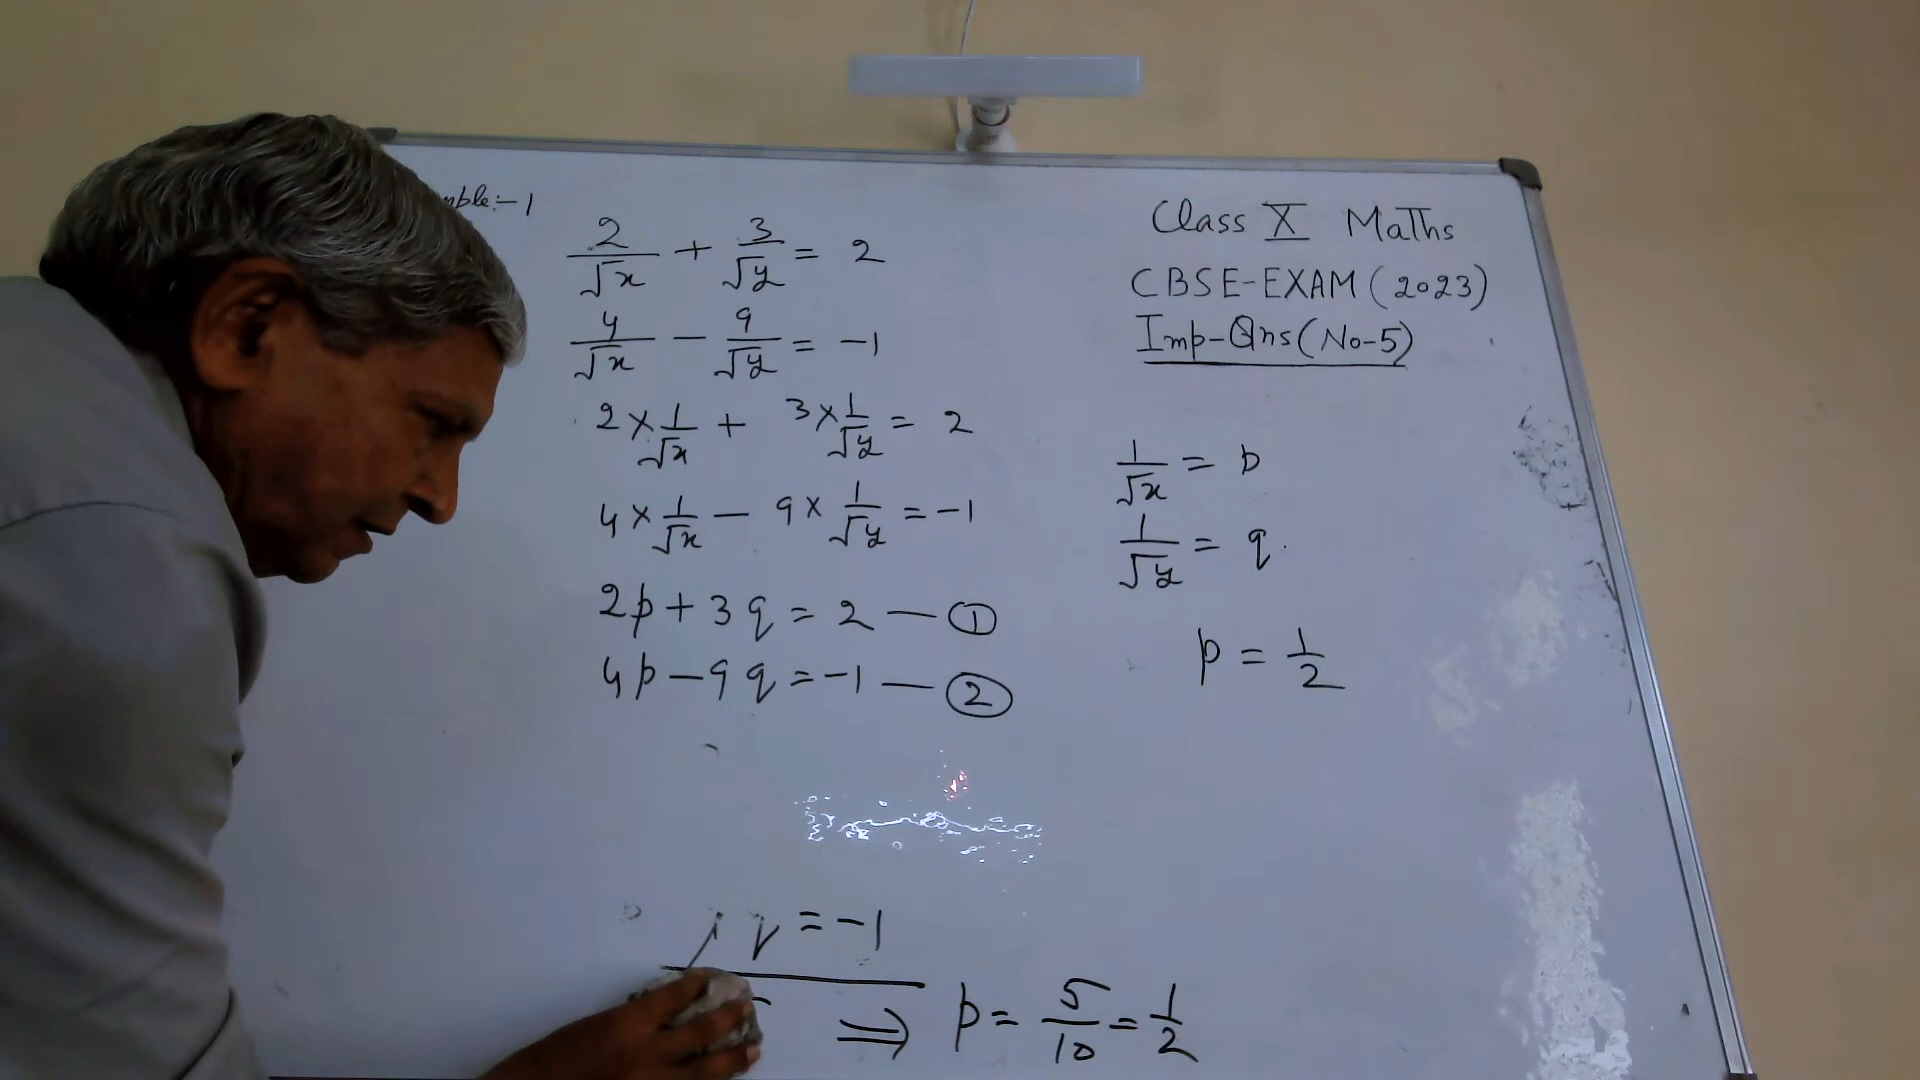 mple:-1
2/√x + 3/√y = 2
4/√x - 9/√y = -1
2×1/√x + 3×1/√y = 2
4×1/√x - 9×1/√y = -1
2p+3q = 2 — ①
4p-9q = -1 — ②
= -1
⇒ p = 5/10 = 1/2
Class X Maths
CBSE-EXAM (2023)
Imp-Qns (No-5)
1/√x = p
1/√y = q
p = 1/2